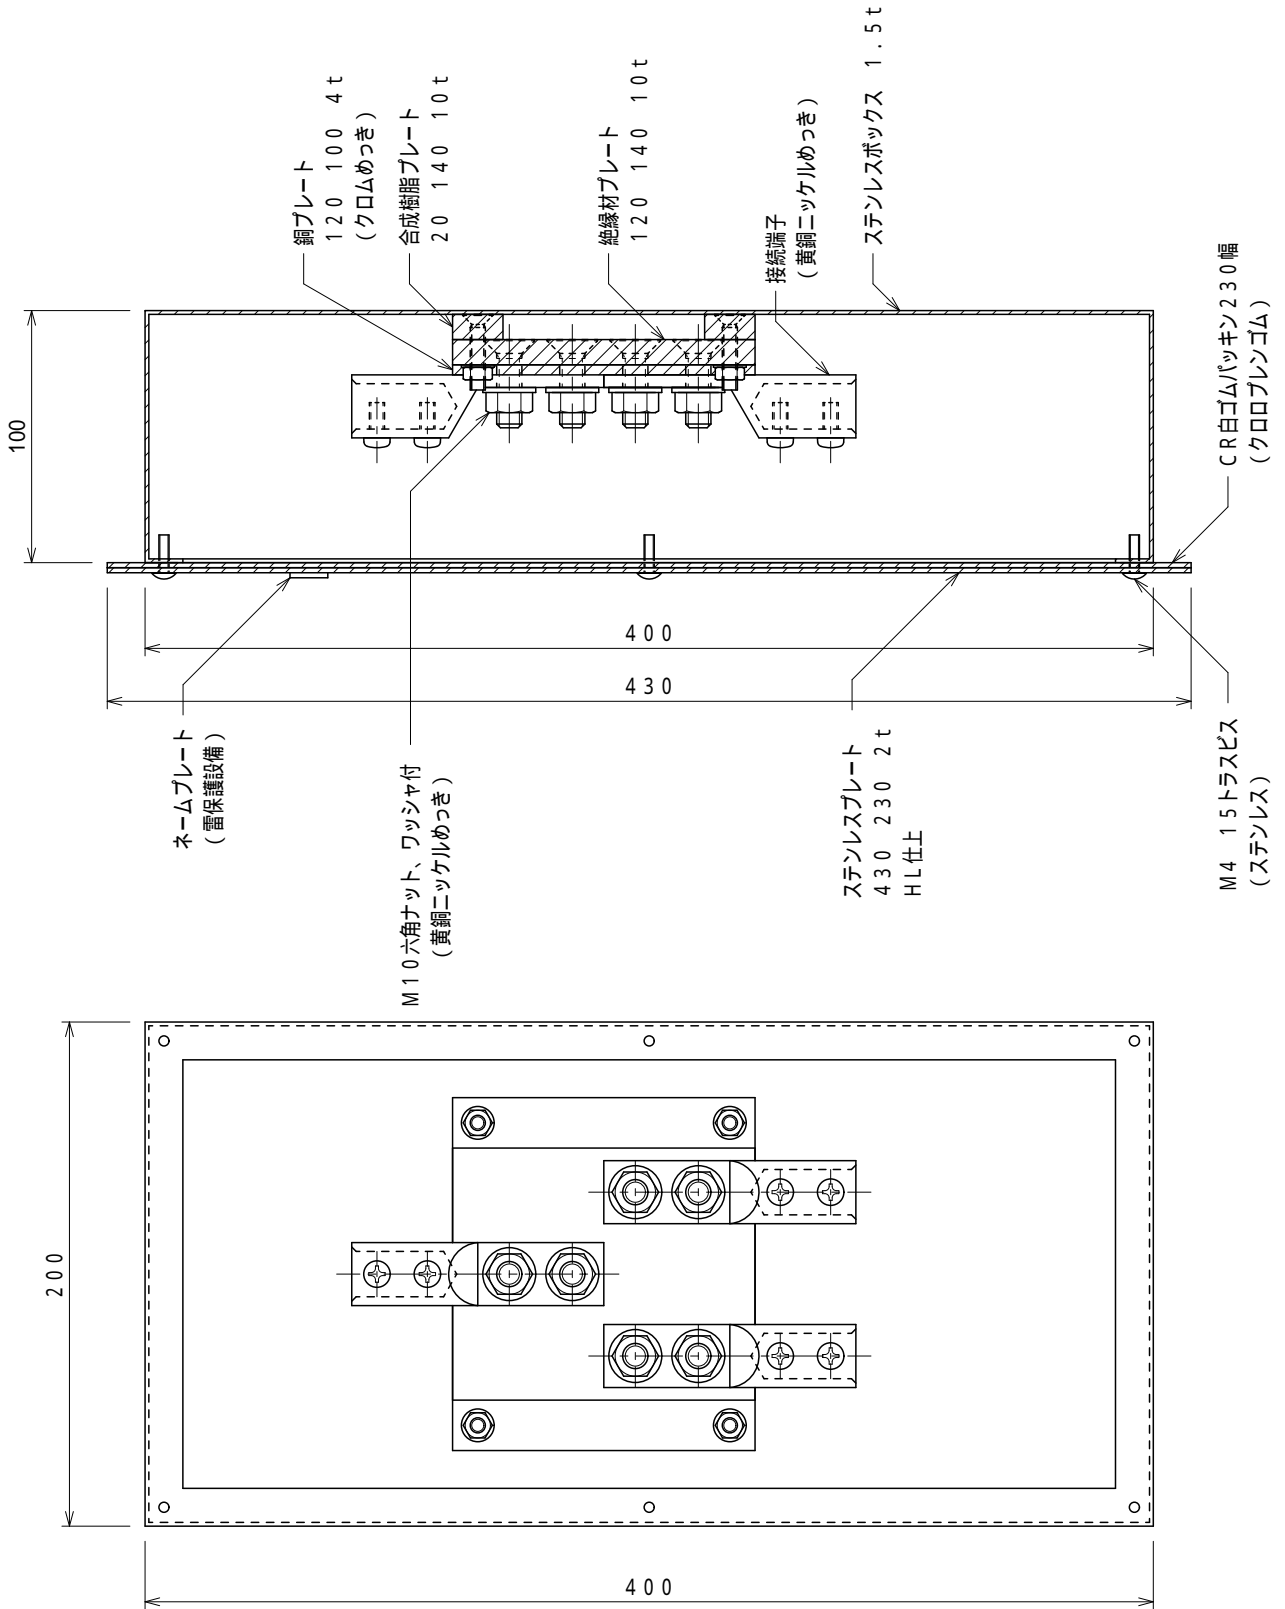 銅プレート
120 100 4t
(クロムめっき)
合成樹脂プレート
20 140 10t
絶縁材プレート
120 140 10t
接続端子
(黄銅ニッケルめっき)
ステンレスボックス 1.5t
100
CR白ゴムパッキン230幅
(クロロプレンゴム)
400
430
ネームプレート
(雷保護設備)
M10六角ナット、ワッシャ付
(黄銅ニッケルめっき)
ステンレスプレート
430 230 2t
HL仕上
M4 15トラスビス
(ステンレス)
200
400